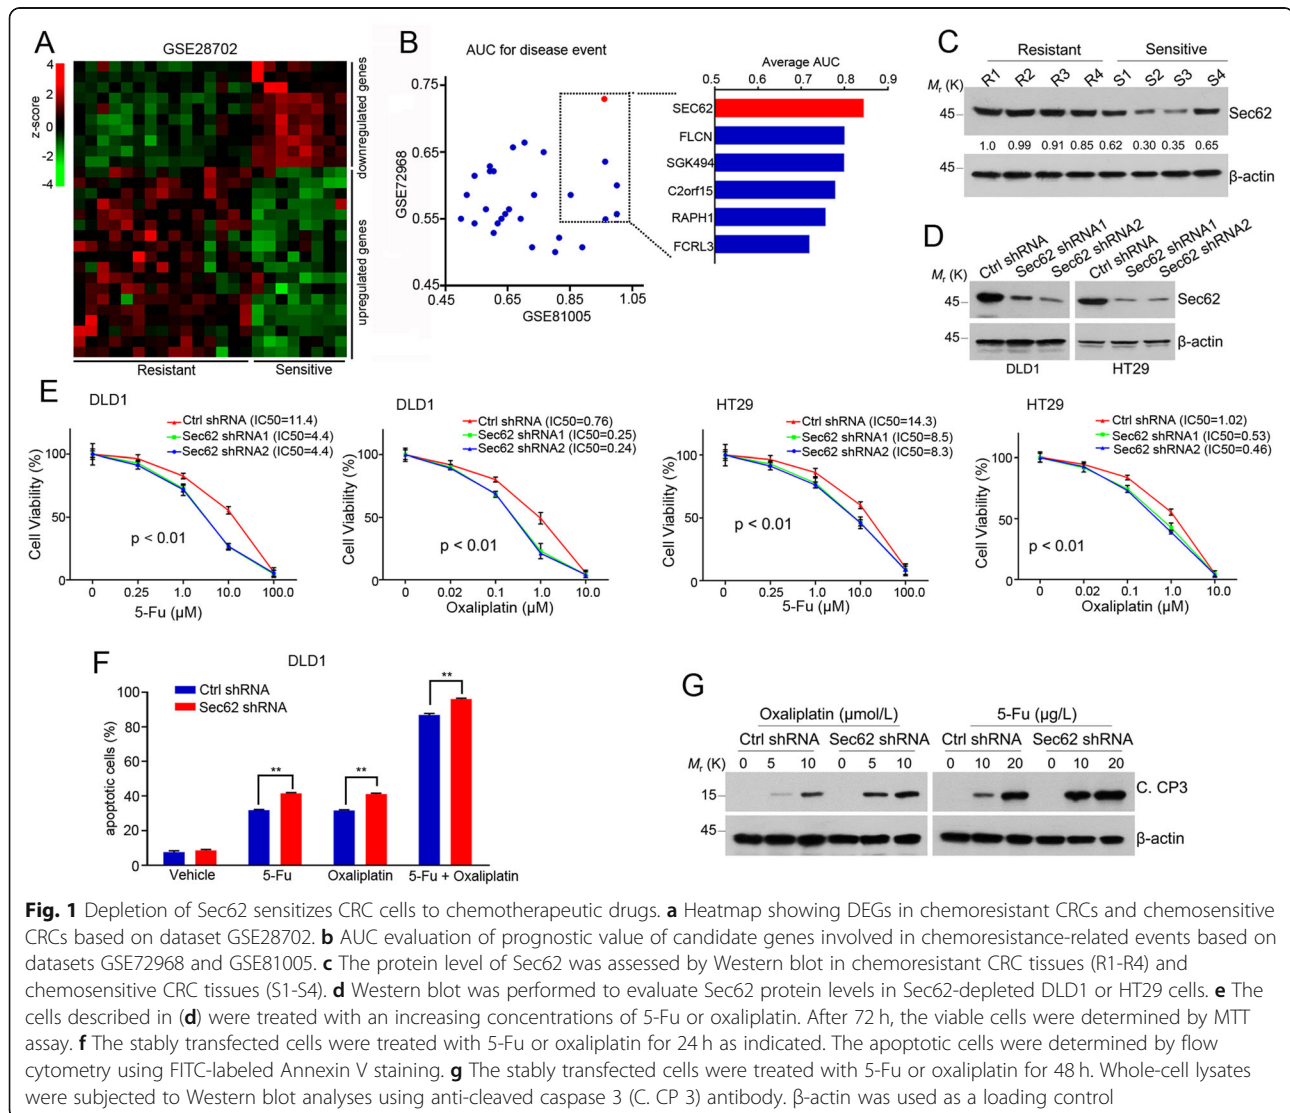 A
GSE28702
4
2
0
-2
-4
z-score
downregulated genes
upregulated genes
Resistant
Sensitive
B
AUC for disease event
0.75
0.65
0.55
0.45
GSE72968
0.45
0.65
0.85
1.05
GSE81005
Average AUC
0.5
0.6
0.7
0.8
0.9
SEC62
FLCN
SGK494
C2orf15
RAPH1
FCRL3
C
Resistant
Sensitive
Mr (K)
R1 R2 R3 R4 S1 S2 S3 S4
45
Sec62
1.0 0.99 0.91 0.85 0.62 0.30 0.35 0.65
45
β-actin
D
Mr (K)
Ctrl shRNA
Sec62 shRNA1
Sec62 shRNA2
Ctrl shRNA
Sec62 shRNA1
Sec62 shRNA2
45
Sec62
45
β-actin
DLD1
HT29
E
DLD1
Ctrl shRNA (IC50=11.4)
Sec62 shRNA1 (IC50=4.4)
Sec62 shRNA2 (IC50=4.4)
Cell Viability (%)
100
50
0
p < 0.01
0 0.25 1.0 10.0 100.0
5-Fu (µM)
DLD1
Ctrl shRNA (IC50=0.76)
Sec62 shRNA1 (IC50=0.25)
Sec62 shRNA2 (IC50=0.24)
Cell Viability (%)
100
50
0
p < 0.01
0 0.02 0.1 1.0 10.0
Oxaliplatin (µM)
HT29
Ctrl shRNA (IC50=14.3)
Sec62 shRNA1 (IC50=8.5)
Sec62 shRNA2 (IC50=8.3)
Cell Viability (%)
100
50
0
p < 0.01
0 0.25 1.0 10.0 100.0
5-Fu (µM)
HT29
Ctrl shRNA (IC50=1.02)
Sec62 shRNA1 (IC50=0.53)
Sec62 shRNA2 (IC50=0.46)
Cell Viability (%)
100
50
0
p < 0.01
0 0.02 0.1 1.0 10.0
Oxaliplatin (µM)
F
DLD1
Ctrl shRNA
Sec62 shRNA
apoptotic cells (%)
100
80
60
40
20
0
**
**
**
Vehicle
5-Fu
Oxaliplatin
5-Fu + Oxaliplatin
G
Oxaliplatin (µmol/L)
5-Fu (µg/L)
Ctrl shRNA Sec62 shRNA
Ctrl shRNA Sec62 shRNA
Mr (K)
0 5 10 0 5 10
0 10 20 0 10 20
15
C. CP3
45
β-actin
Fig. 1 Depletion of Sec62 sensitizes CRC cells to chemotherapeutic drugs. a Heatmap showing DEGs in chemoresistant CRCs and chemosensitive
CRCs based on dataset GSE28702. b AUC evaluation of prognostic value of candidate genes involved in chemoresistance-related events based on
datasets GSE72968 and GSE81005. c The protein level of Sec62 was assessed by Western blot in chemoresistant CRC tissues (R1-R4) and
chemosensitive CRC tissues (S1-S4). d Western blot was performed to evaluate Sec62 protein levels in Sec62-depleted DLD1 or HT29 cells. e The
cells described in (d) were treated with an increasing concentrations of 5-Fu or oxaliplatin. After 72 h, the viable cells were determined by MTT
assay. f The stably transfected cells were treated with 5-Fu or oxaliplatin for 24 h as indicated. The apoptotic cells were determined by flow
cytometry using FITC-labeled Annexin V staining. g The stably transfected cells were treated with 5-Fu or oxaliplatin for 48 h. Whole-cell lysates
were subjected to Western blot analyses using anti-cleaved caspase 3 (C. CP 3) antibody. β-actin was used as a loading control